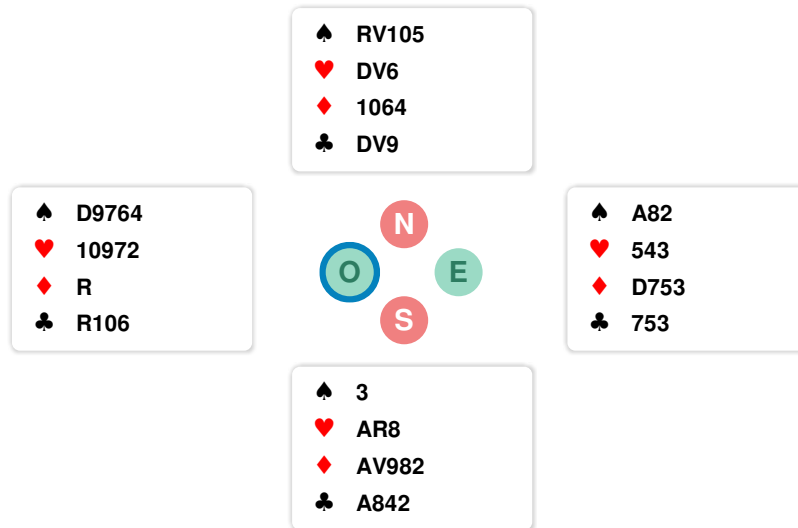 ♠ RV105
♥ DV6
♦ 1064
♣ DV9
♠ D9764
♥ 10972
♦ R
♣ R106
N
O E
S
♠ A82
♥ 543
♦ D753
♣ 753
♠ 3
♥ AR8
♦ AV982
♣ A842